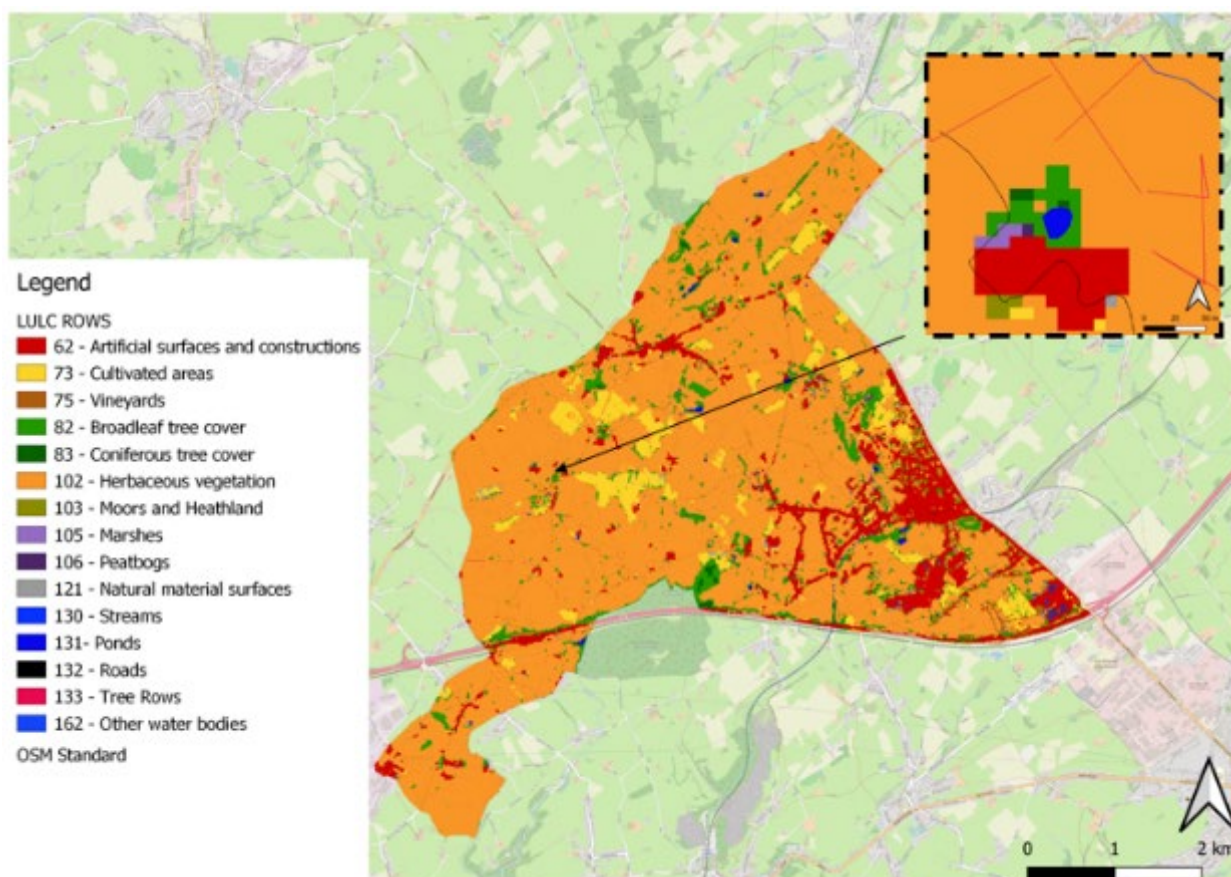 Legend
LULC ROWS
62 - Artificial surfaces and constructions
73 - Cultivated areas
75 - Vineyards
82 - Broadleaf tree cover
83 - Coniferous tree cover
102 - Herbaceous vegetation
103 - Moors and Heathland
105 - Marshes
106 - Peatbogs
121 - Natural material surfaces
130 - Streams
131- Ponds
132 - Roads
133 - Tree Rows
162 - Other water bodies
OSM Standard
0 1 2 km